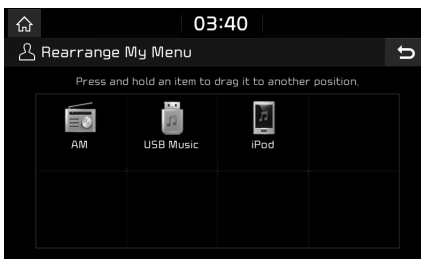 03:40
Rearrange My Menu
Press and hold an item to drag it to another position.
AM USB Music iPod